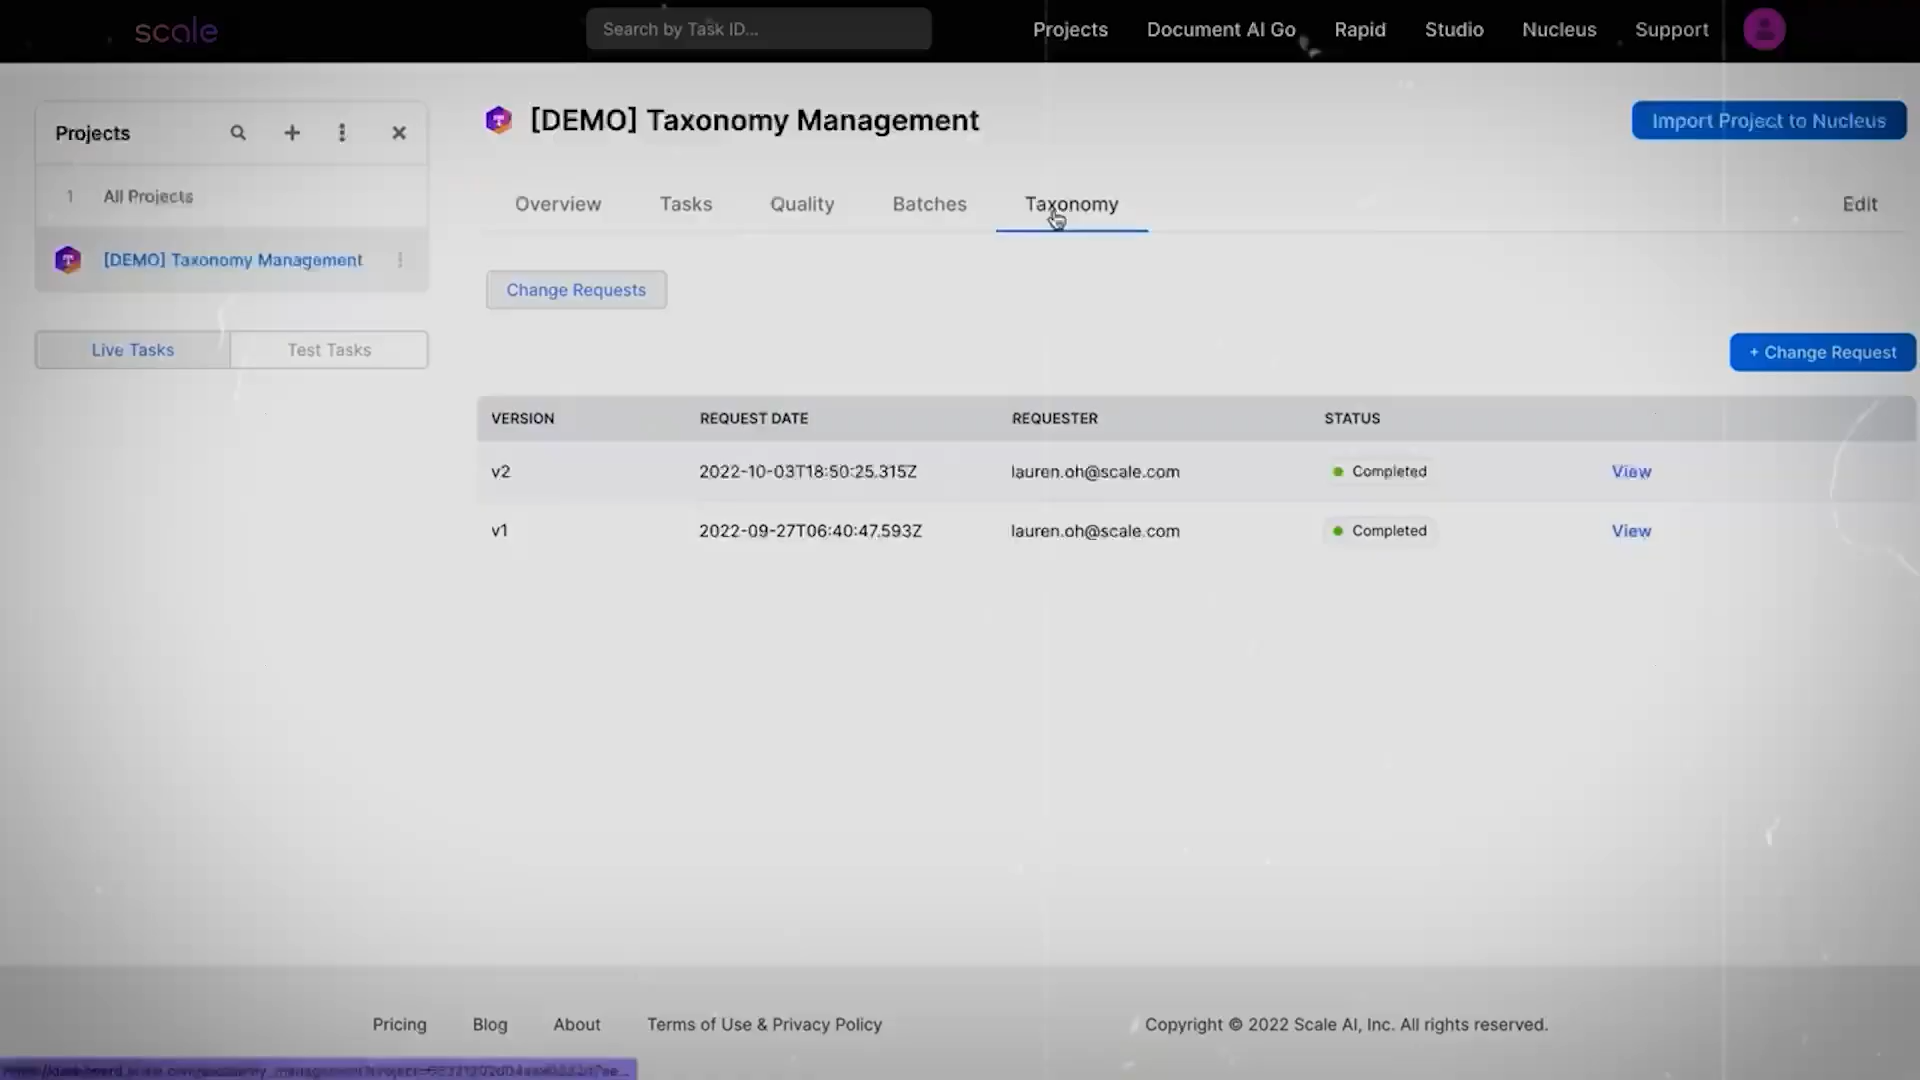 scale
Search by Task ID...
Projects
Document AI Go
Rapid
Studio
Nucleus
Support
Projects
1 All Projects
[DEMO] Taxonomy Management
Live Tasks
Test Tasks
[DEMO] Taxonomy Management
Import Project to Nucleus
Overview
Tasks
Quality
Batches
Taxonomy
Edit
Change Requests
+ Change Request
VERSION REQUEST DATE REQUESTER STATUS
v2 2022-10-03T18:50:25.315Z lauren.oh@scale.com Completed View
v1 2022-09-27T06:40:47.593Z lauren.oh@scale.com Completed View
Pricing
Blog
About
Terms of Use & Privacy Policy
Copyright © 2022 Scale AI, Inc. All rights reserved.